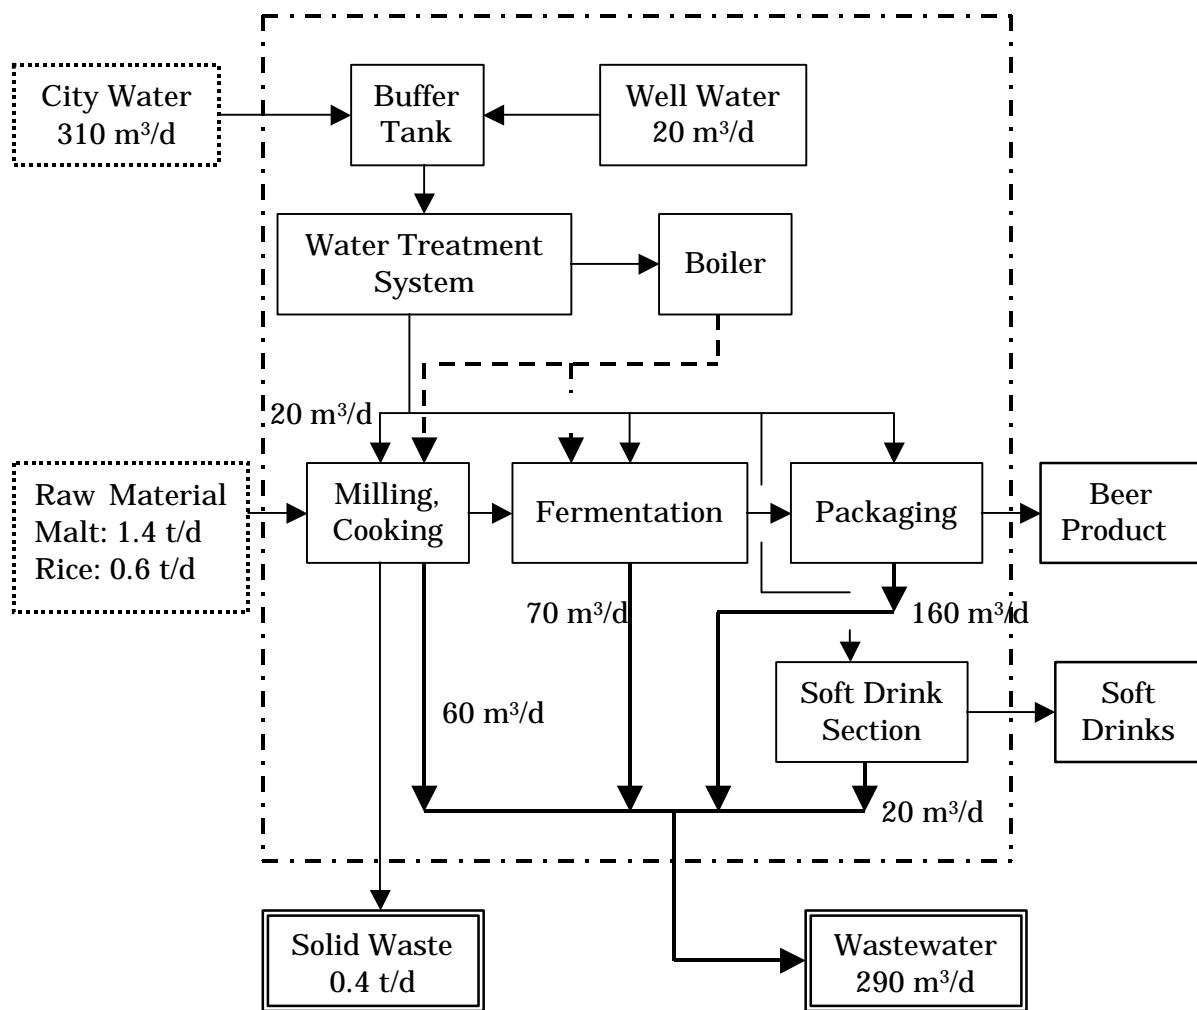 City Water
310 m³/d
Buffer
Tank
Well Water
20 m³/d
Water Treatment
System
Boiler
20 m³/d
Raw Material
Malt: 1.4 t/d
Rice: 0.6 t/d
Milling,
Cooking
Fermentation
Packaging
Beer
Product
70 m³/d
160 m³/d
60 m³/d
Soft Drink
Section
Soft
Drinks
20 m³/d
Solid Waste
0.4 t/d
Wastewater
290 m³/d